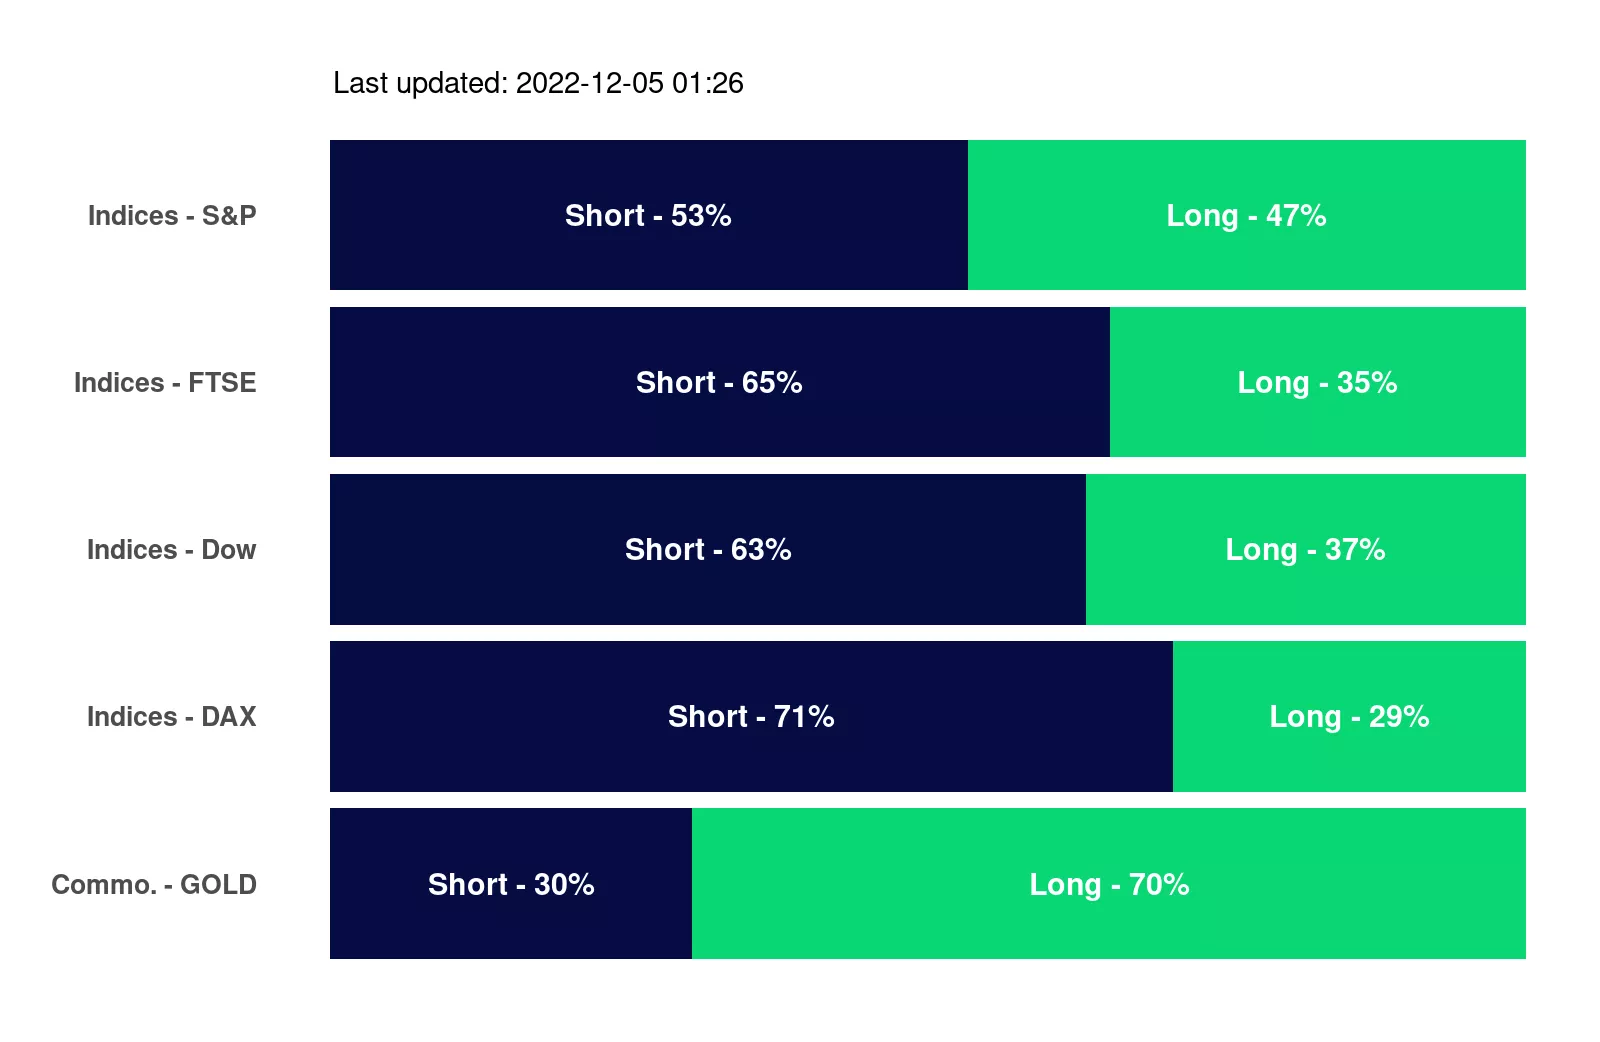 Last updated: 2022-12-05 01:26
Indices - S&P Short - 53% Long - 47%
Indices - FTSE Short - 65% Long - 35%
Indices - Dow Short - 63% Long - 37%
Indices - DAX Short - 71% Long - 29%
Commo. - GOLD Short - 30% Long - 70%